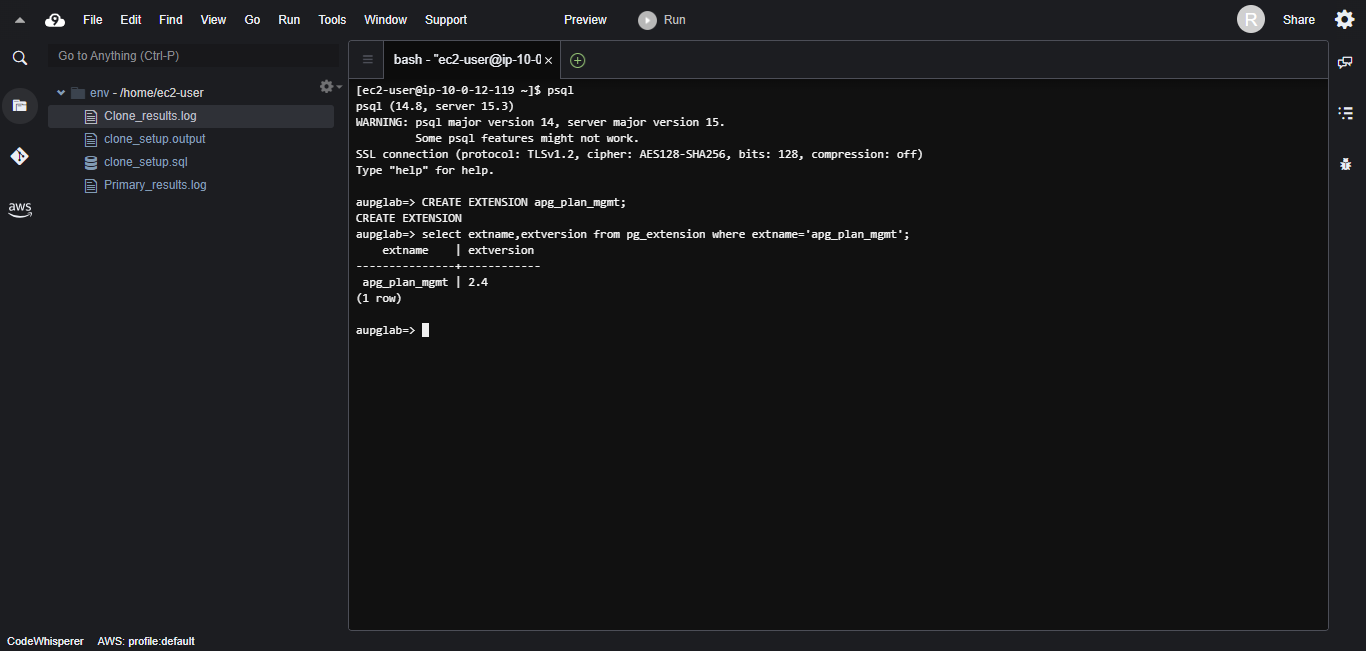 9 File Edit Find View Go Run Tools Window Support Preview Run R Share
Go to Anything (Ctrl-P)
bash - "ec2-user@ip-10-0 ×
env - /home/ec2-user
Clone_results.log
clone_setup.output
clone_setup.sql
Primary_results.log
aws
[ec2-user@ip-10-0-12-119 ~]$ psql
psql (14.8, server 15.3)
WARNING: psql major version 14, server major version 15.
         Some psql features might not work.
SSL connection (protocol: TLSv1.2, cipher: AES128-SHA256, bits: 128, compression: off)
Type "help" for help.
aupglab=> CREATE EXTENSION apg_plan_mgmt;
CREATE EXTENSION
aupglab=> select extname,extversion from pg_extension where extname='apg_plan_mgmt';
    extname    | extversion
---------------+------------
 apg_plan_mgmt | 2.4
(1 row)
aupglab=>
CodeWhisperer AWS: profile:default